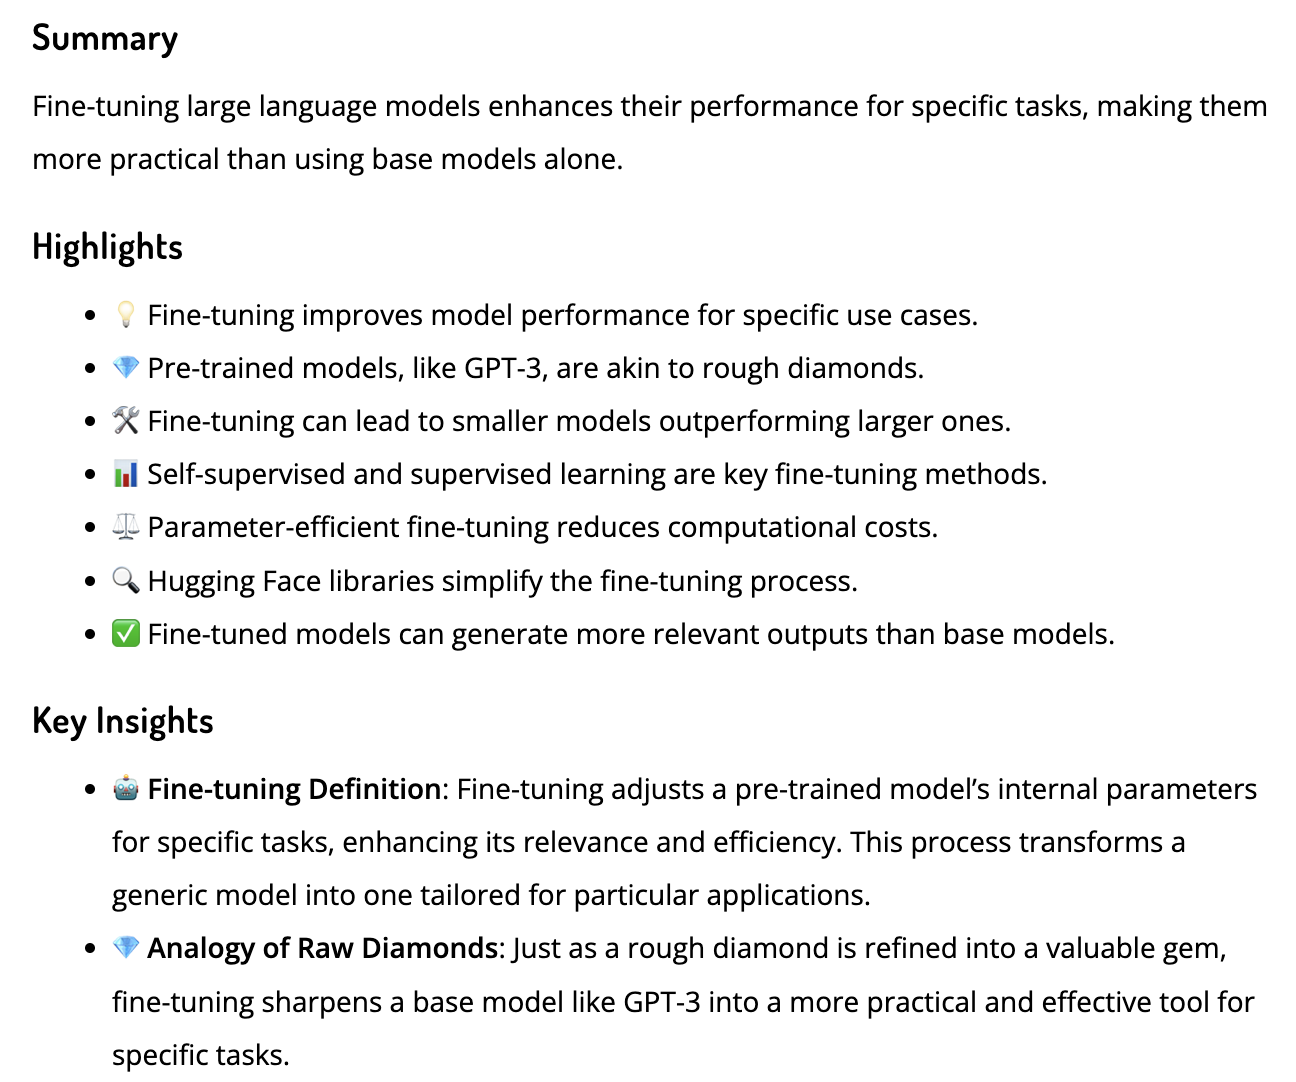 Summary
Fine-tuning large language models enhances their performance for specific tasks, making them
more practical than using base models alone.
Highlights
• 💡 Fine-tuning improves model performance for specific use cases.
• 💎 Pre-trained models, like GPT-3, are akin to rough diamonds.
• 🛠️ Fine-tuning can lead to smaller models outperforming larger ones.
• 📊 Self-supervised and supervised learning are key fine-tuning methods.
• ⚖️ Parameter-efficient fine-tuning reduces computational costs.
• 🔍 Hugging Face libraries simplify the fine-tuning process.
• ✅ Fine-tuned models can generate more relevant outputs than base models.
Key Insights
• 🤖 Fine-tuning Definition: Fine-tuning adjusts a pre-trained model’s internal parameters
for specific tasks, enhancing its relevance and efficiency. This process transforms a
generic model into one tailored for particular applications.
• 💎 Analogy of Raw Diamonds: Just as a rough diamond is refined into a valuable gem,
fine-tuning sharpens a base model like GPT-3 into a more practical and effective tool for
specific tasks.